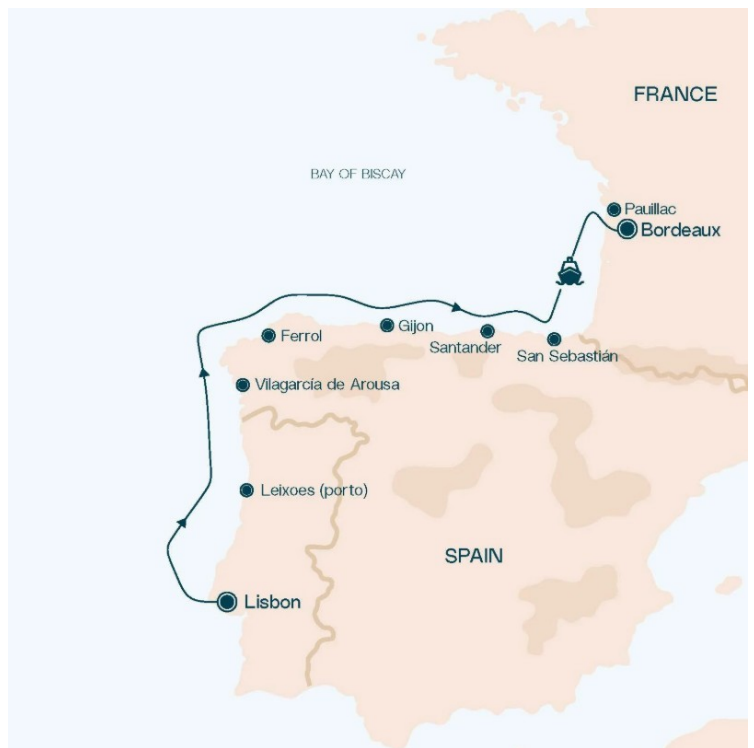 FRANCE
BAY OF BISCAY
Pauillac
Bordeaux
Gijon
Ferrol
Santander
San Sebastián
Vilagarcía de Arousa
Leixoes (porto)
SPAIN
Lisbon